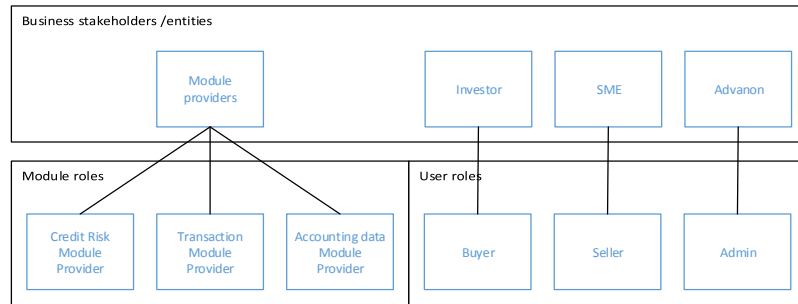 Business stakeholders /entities
Module
providers
Investor
SME
Advanon
Module roles
User roles
Credit Risk
Module
Provider
Transaction
Module
Provider
Accounting data
Module
Provider
Buyer
Seller
Admin